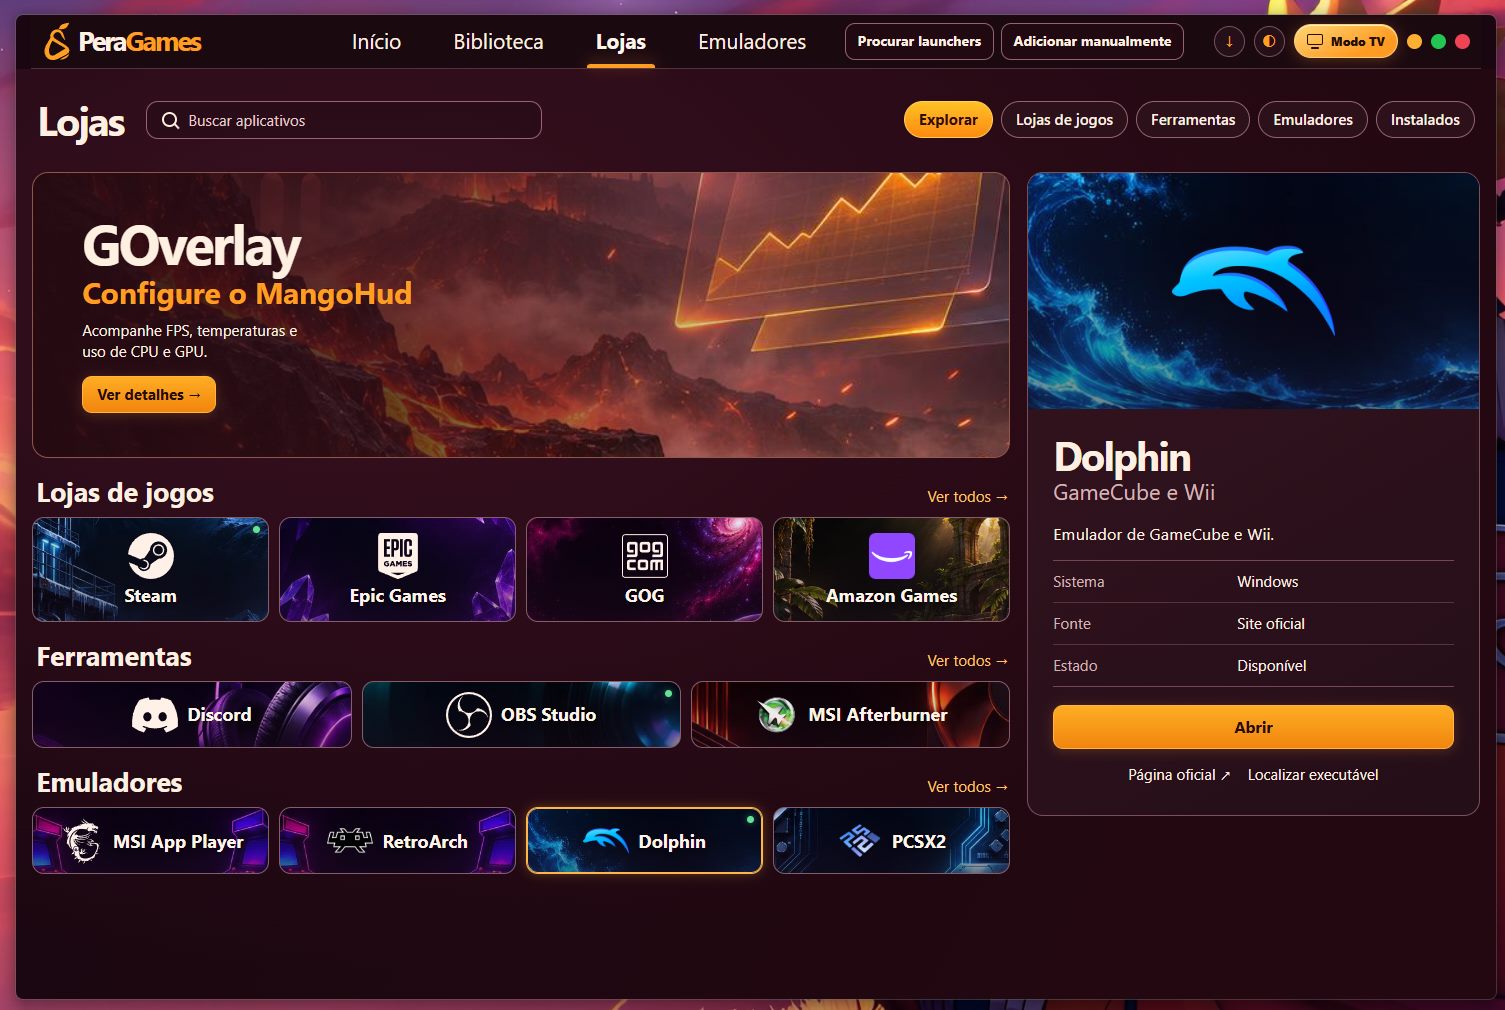 PeraGames
Início
Biblioteca
Lojas
Emuladores
Procurar launchers
Adicionar manualmente
↓
Modo TV
Lojas
Buscar aplicativos
Explorar
Lojas de jogos
Ferramentas
Emuladores
Instalados
GOverlay
Configure o MangoHud
Acompanhe FPS, temperaturas e
uso de CPU e GPU.
Ver detalhes →
Lojas de jogos
Ver todos →
Steam
EPIC
GAMES
Epic Games
gog
com
GOG
Amazon Games
Ferramentas
Ver todos →
Discord
OBS Studio
MSI Afterburner
Emuladores
Ver todos →
MSI App Player
RetroArch
Dolphin
PCSX2
Dolphin
GameCube e Wii
Emulador de GameCube e Wii.
Sistema Windows
Fonte Site oficial
Estado Disponível
Abrir
Página oficial ↗ Localizar executável